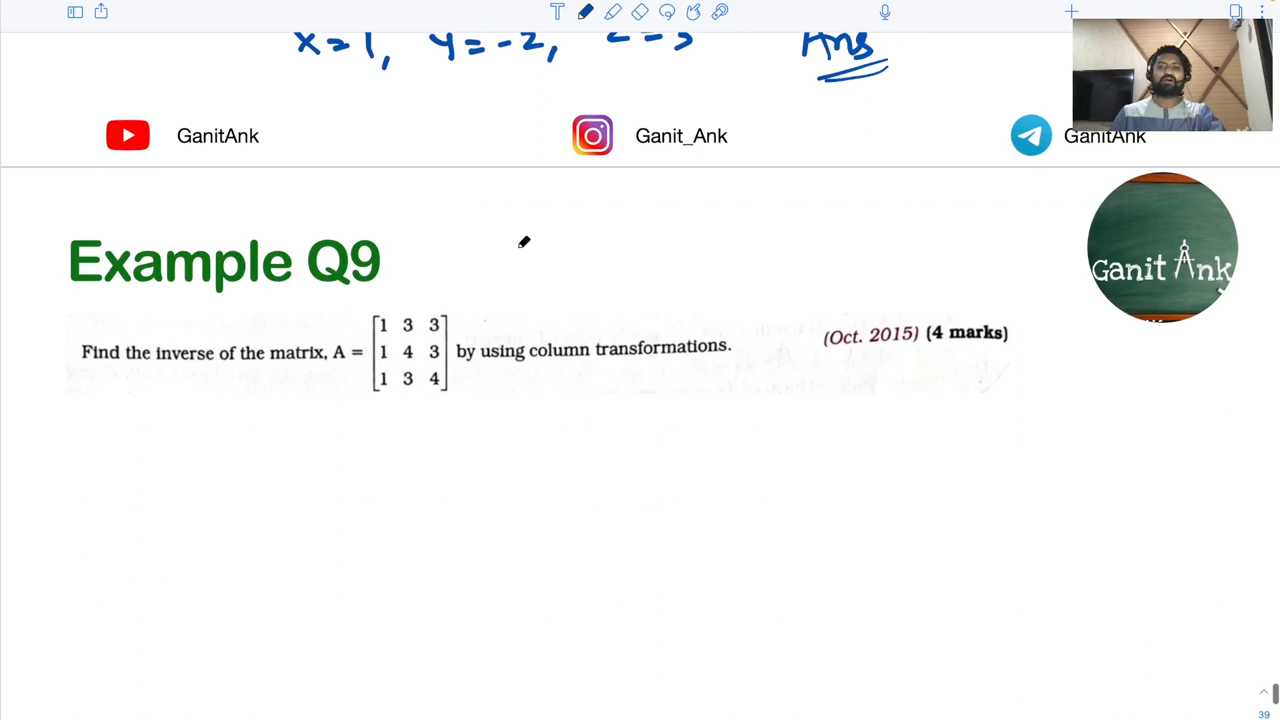 x = 1, y = -2, z = 3 Ans
GanitAnk
Ganit_Ank
GanitAnk
Ganit Ank
Example Q9
Find the inverse of the matrix, A = [1 3 3
1 4 3
1 3 4] by using column transformations.
(Oct. 2015) (4 marks)
39